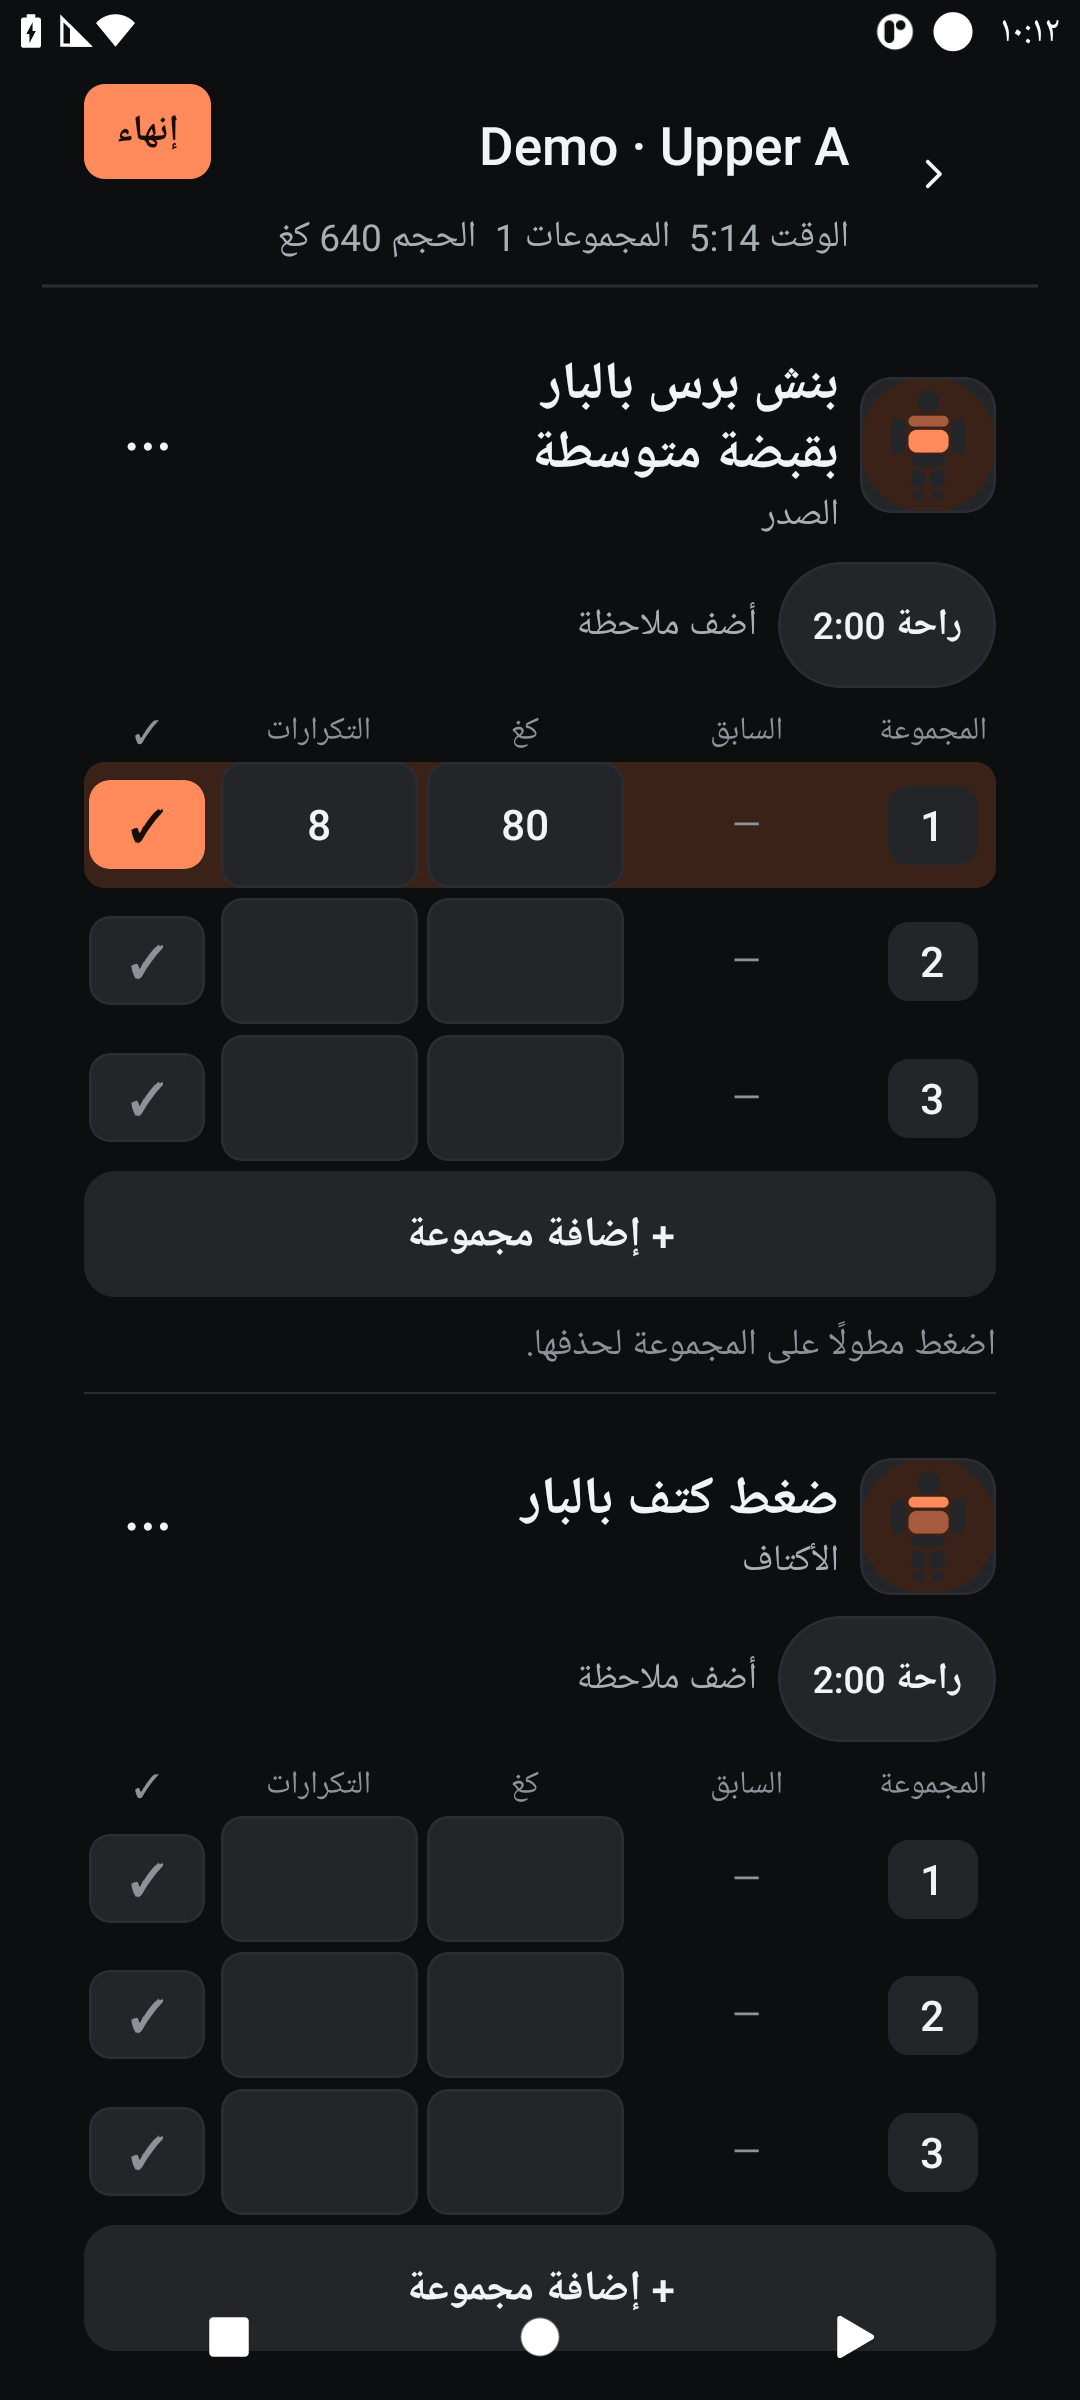 ١٠:١٢
Demo · Upper A
إنهاء
الوقت 5:14 المجموعات 1 الحجم 640 كغ
بنش برس بالبار
بقبضة متوسطة
الصدر
راحة 2:00 أضف ملاحظة
المجموعة السابق كغ التكرارات ✓
1 – 80 8 ✓
2 – ✓
3 – ✓
+ إضافة مجموعة
اضغط مطولًا على المجموعة لحذفها.
ضغط كتف بالبار
الأكتاف
راحة 2:00 أضف ملاحظة
المجموعة السابق كغ التكرارات ✓
1 – ✓
2 – ✓
3 – ✓
+ إضافة مجموعة